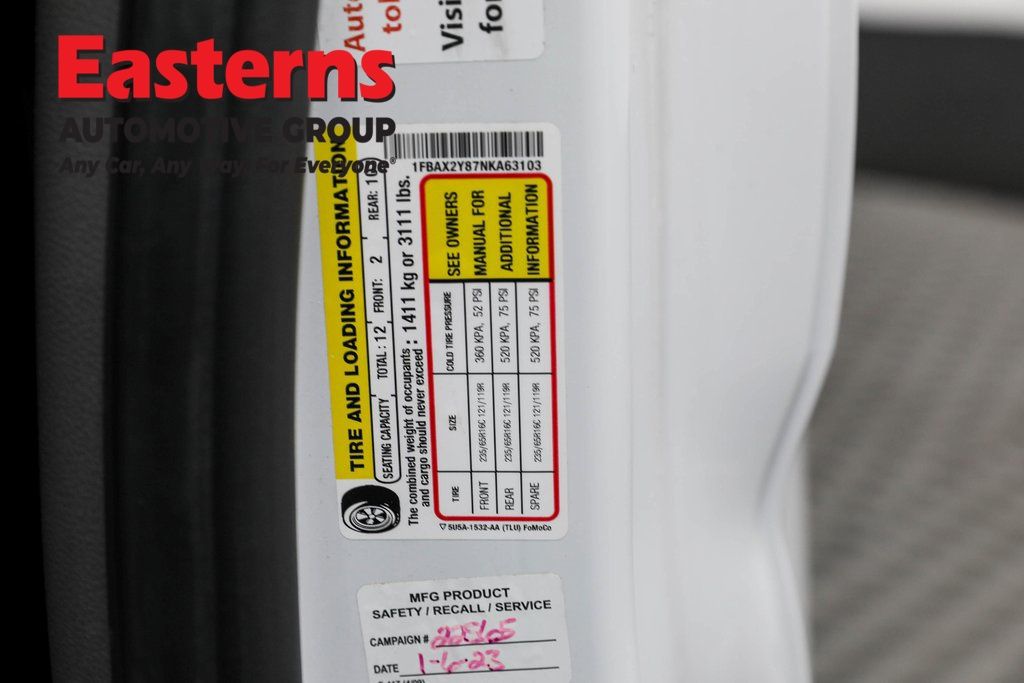 Easterns
AUTOMOTIVE GROUP
Any Car, Any Way, For Everyone®
Visi
1FBAX2Y87NKA63103
TIRE AND LOADING INFORMATION
SEATING CAPACITY TOTAL: 12 FRONT: 2 REAR: 10
The combined weight of occupants : 1411 kg or 3111 lbs.
and cargo should never exceed
TIRE SIZE COLD TIRE PRESSURE SEE OWNERS
FRONT 235/65R16C 121/119R 360 KPA, 52 PSI MANUAL FOR
REAR 235/65R16C 121/119R 520 KPA, 75 PSI ADDITIONAL
SPARE 235/65R16C 121/119R 520 KPA, 75 PSI INFORMATION
5U5A-1532-AA (TLU) FoMoCo
MFG PRODUCT
SAFETY / RECALL / SERVICE
CAMPAIGN #
DATE 1-6-23